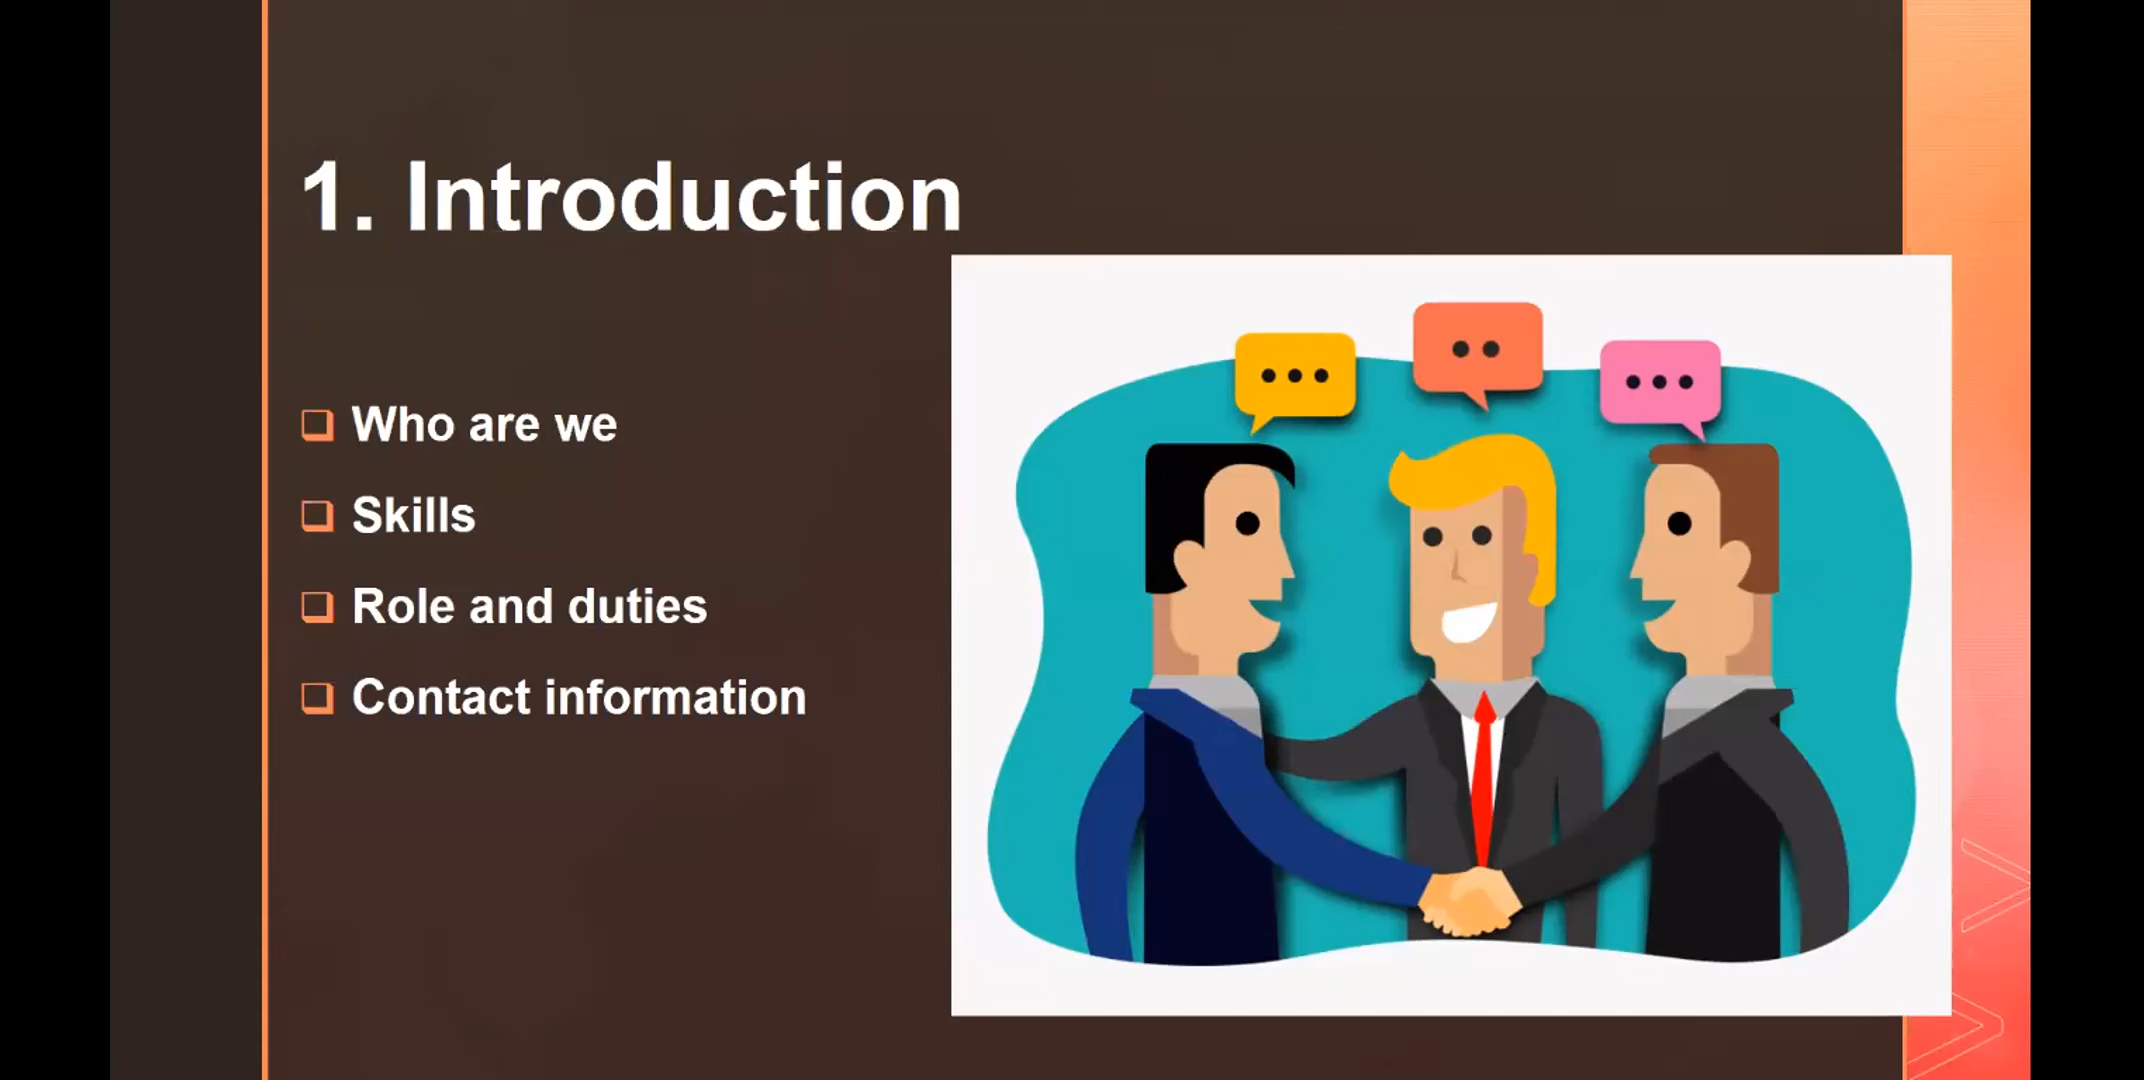 1. Introduction
Who are we
Skills
Role and duties
Contact information